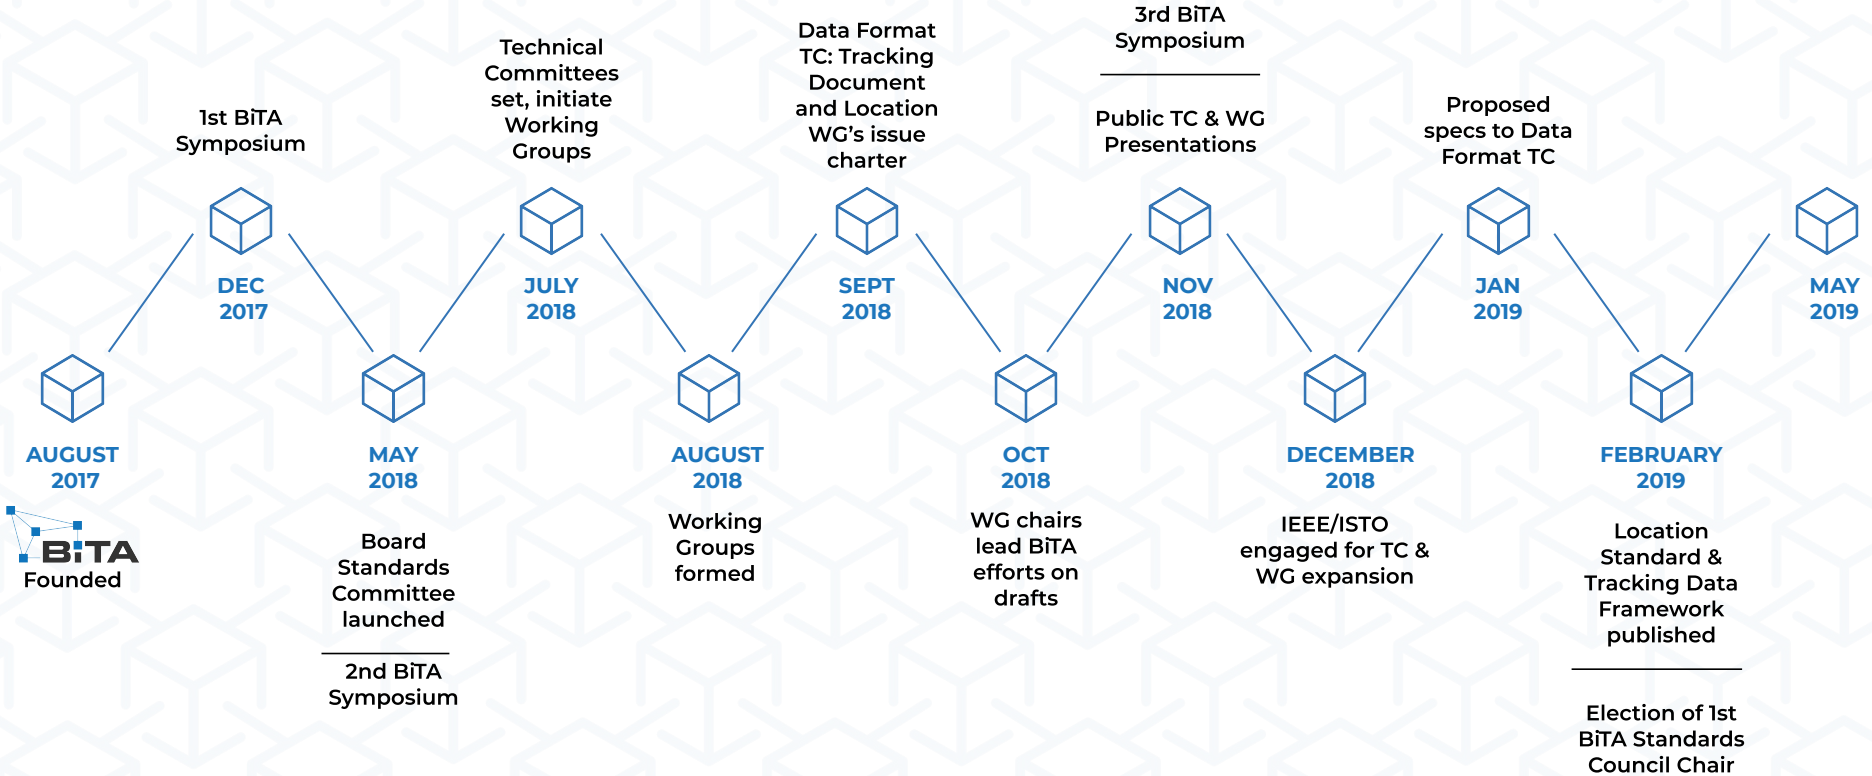 AUGUST
2017
BiTA
Founded
1st BiTA
Symposium
DEC
2017
MAY
2018
Board
Standards
Committee
launched
2nd BiTA
Symposium
Technical
Committees
set, initiate
Working
Groups
JULY
2018
AUGUST
2018
Working
Groups
formed
Data Format
TC: Tracking
Document
and Location
WG’s issue
charter
SEPT
2018
OCT
2018
WG chairs
lead BiTA
efforts on
drafts
3rd BiTA
Symposium
Public TC & WG
Presentations
NOV
2018
DECEMBER
2018
IEEE/ISTO
engaged for TC &
WG expansion
Proposed
specs to Data
Format TC
JAN
2019
FEBRUARY
2019
Location
Standard &
Tracking Data
Framework
published
Election of 1st
BiTA Standards
Council Chair
MAY
2019